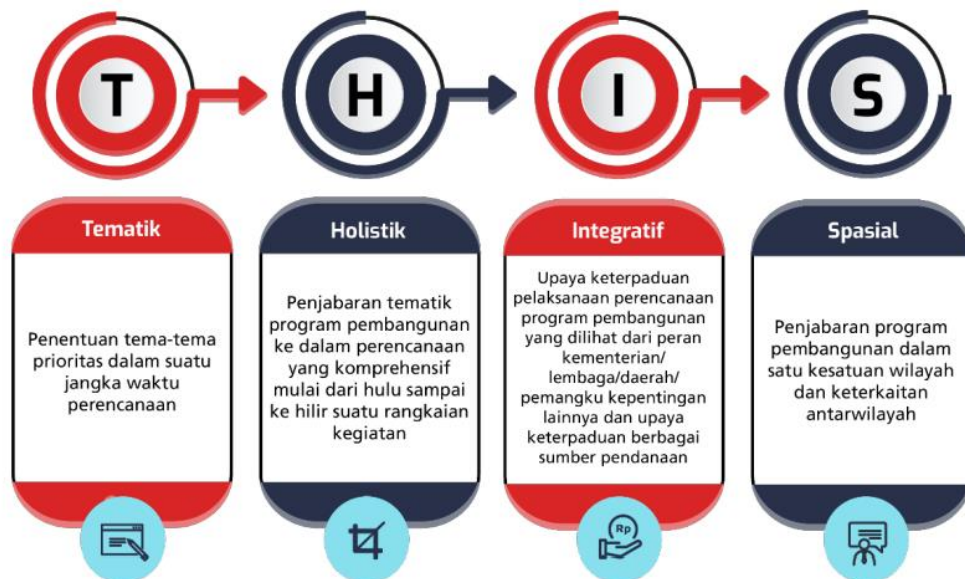 T
H
I
S
Tematik
Penentuan tema-tema
prioritas dalam suatu
jangka waktu
perencanaan
Holistik
Penjabaran tematik
program pembangunan
ke dalam perencanaan
yang komprehensif
mulai dari hulu sampai
ke hilir suatu rangkaian
kegiatan
Integratif
Upaya keterpaduan
pelaksanaan perencanaan
program pembangunan
yang dilihat dari peran
kementerian/
lembaga/daerah/
pemangku kepentingan
lainnya dan upaya
keterpaduan berbagai
sumber pendanaan
Rp
Spasial
Penjabaran program
pembangunan dalam
satu kesatuan wilayah
dan keterkaitan
antarwilayah